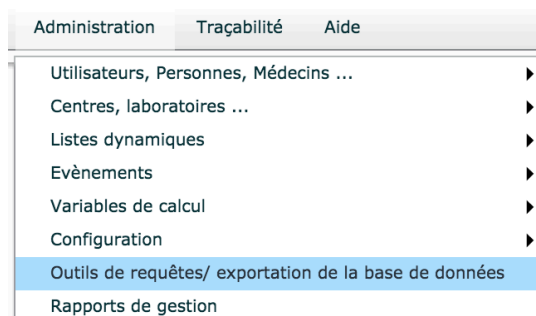 Administration Traçabilité Aide
Utilisateurs, Personnes, Médecins ...
Centres, laboratoires ...
Listes dynamiques
Evènements
Variables de calcul
Configuration
Outils de requêtes/ exportation de la base de données
Rapports de gestion